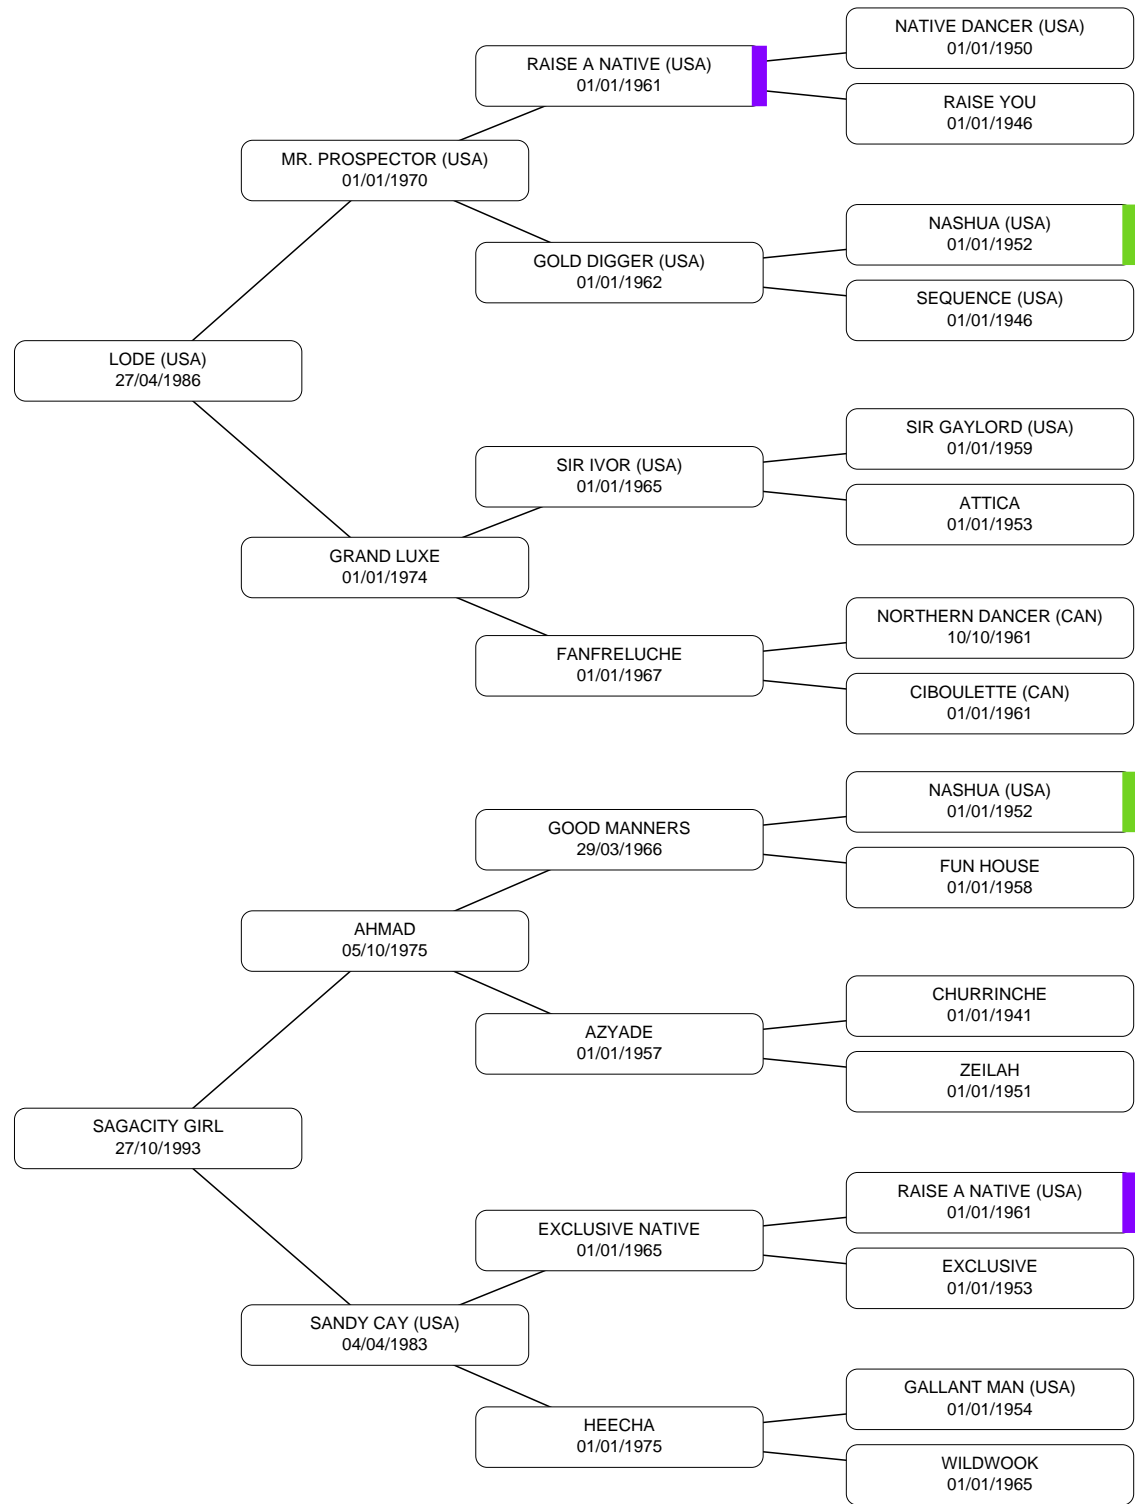 NATIVE DANCER (USA)
01/01/1950
RAISE A NATIVE (USA)
01/01/1961
RAISE YOU
01/01/1946
MR. PROSPECTOR (USA)
01/01/1970
NASHUA (USA)
01/01/1952
GOLD DIGGER (USA)
01/01/1962
SEQUENCE (USA)
01/01/1946
LODE (USA)
27/04/1986
SIR GAYLORD (USA)
01/01/1959
SIR IVOR (USA)
01/01/1965
ATTICA
01/01/1953
GRAND LUXE
01/01/1974
NORTHERN DANCER (CAN)
10/10/1961
FANFRELUCHE
01/01/1967
CIBOULETTE (CAN)
01/01/1961
NASHUA (USA)
01/01/1952
GOOD MANNERS
29/03/1966
FUN HOUSE
01/01/1958
AHMAD
05/10/1975
CHURRINCHE
01/01/1941
AZYADE
01/01/1957
ZEILAH
01/01/1951
SAGACITY GIRL
27/10/1993
RAISE A NATIVE (USA)
01/01/1961
EXCLUSIVE NATIVE
01/01/1965
EXCLUSIVE
01/01/1953
SANDY CAY (USA)
04/04/1983
GALLANT MAN (USA)
01/01/1954
HEECHA
01/01/1975
WILDWOOK
01/01/1965